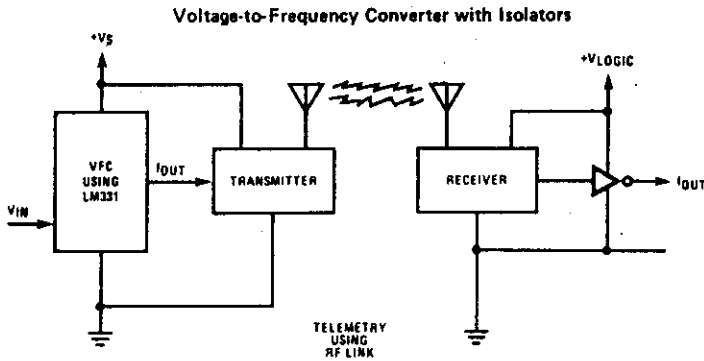 Voltage-to-Frequency Converter with Isolators
+VS
+VLOGIC
VFC
USING
LM331
fOUT
TRANSMITTER
RECEIVER
fOUT
VIN
TELEMETRY
USING
RF LINK